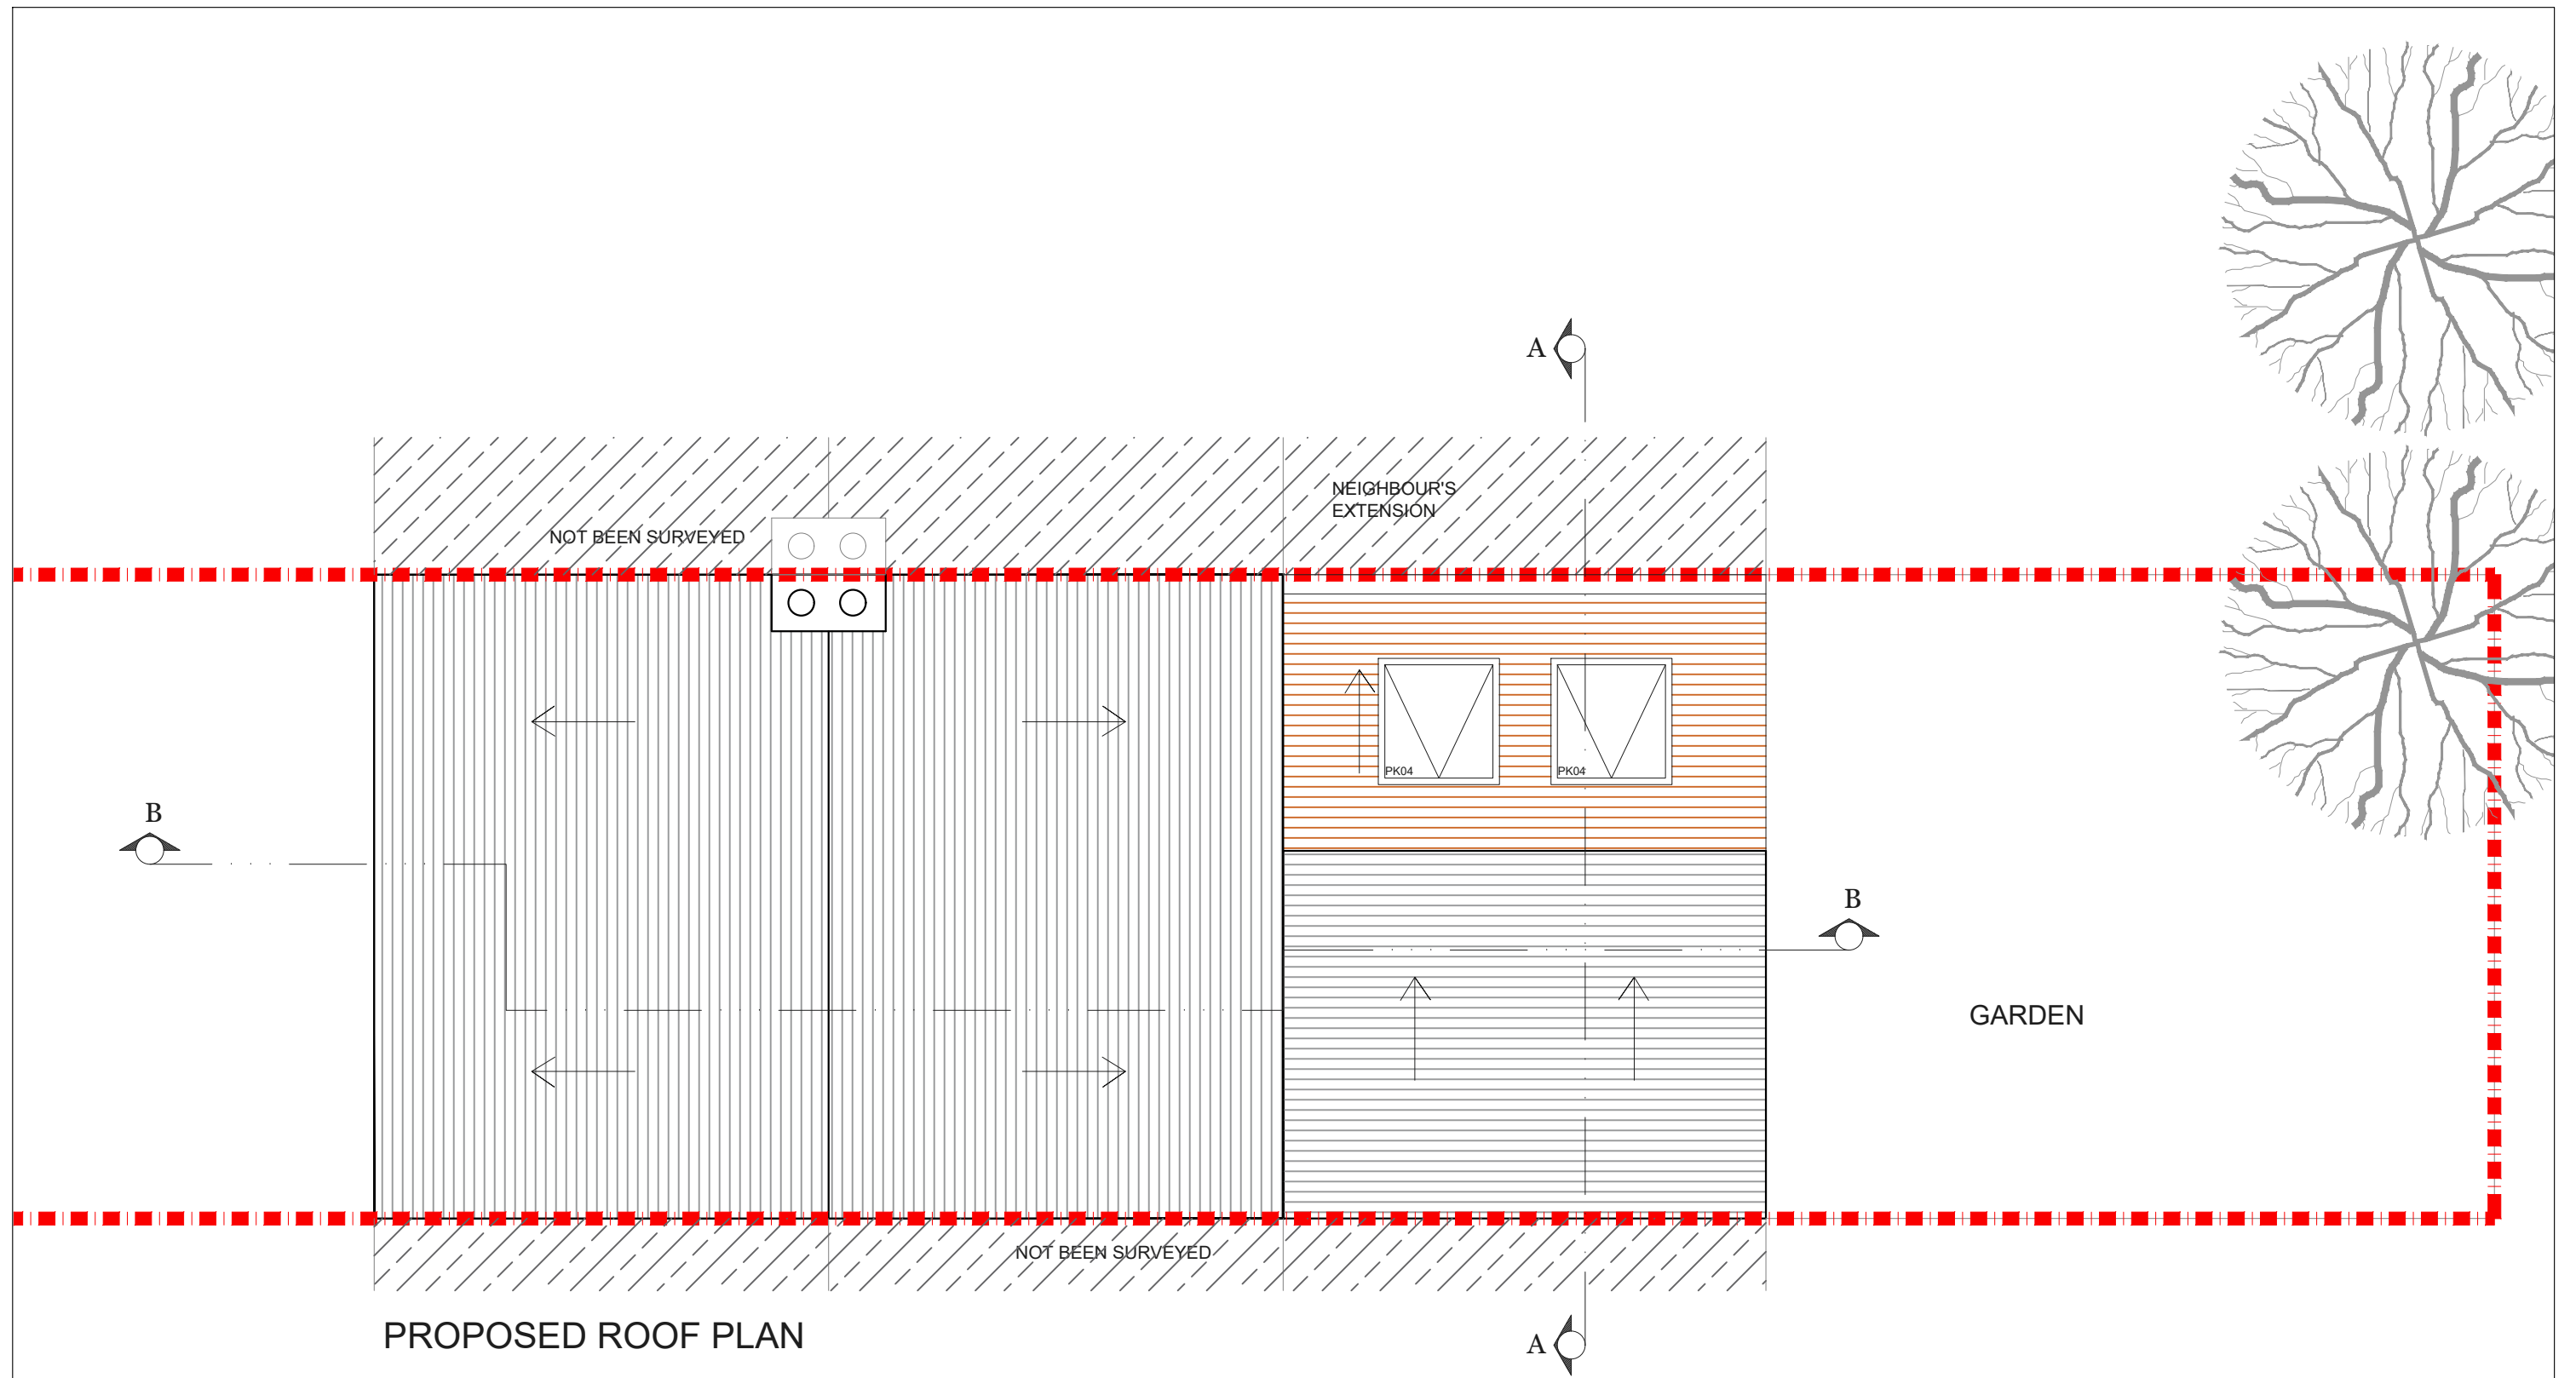 A
NEIGHBOUR'S
EXTENSION
NOT BEEN SURVEYED
PK04
PK04
B
B
GARDEN
NOT BEEN SURVEYED
PROPOSED ROOF PLAN
A